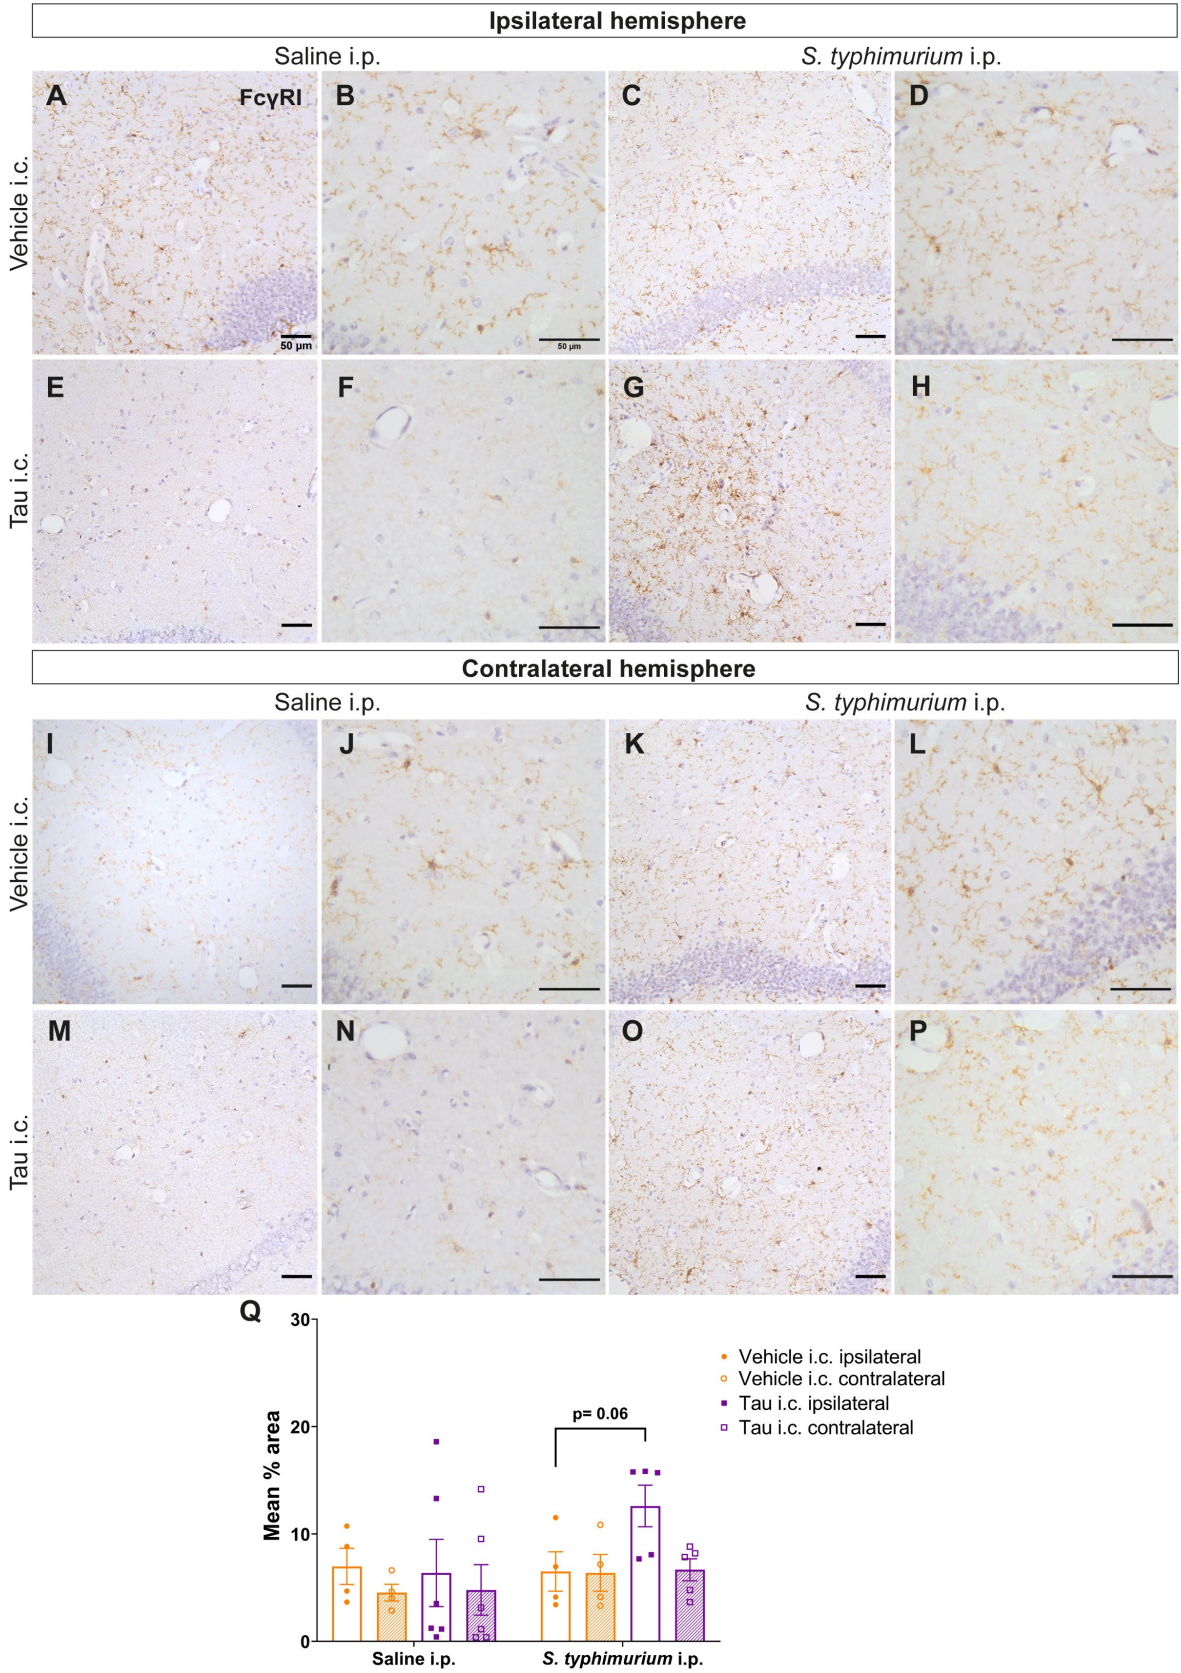 Ipsilateral hemisphere
Saline i.p.
S. typhimurium i.p.
Vehicle i.c.
A
FcγRI
B
C
D
50 µm
50 µm
Tau i.c.
E
F
G
H
Contralateral hemisphere
Saline i.p.
S. typhimurium i.p.
Vehicle i.c.
I
J
K
L
Tau i.c.
M
N
O
P
Q
Mean % area
30
20
10
0
p= 0.06
Vehicle i.c. ipsilateral
Vehicle i.c. contralateral
Tau i.c. ipsilateral
Tau i.c. contralateral
Saline i.p.
S. typhimurium i.p.